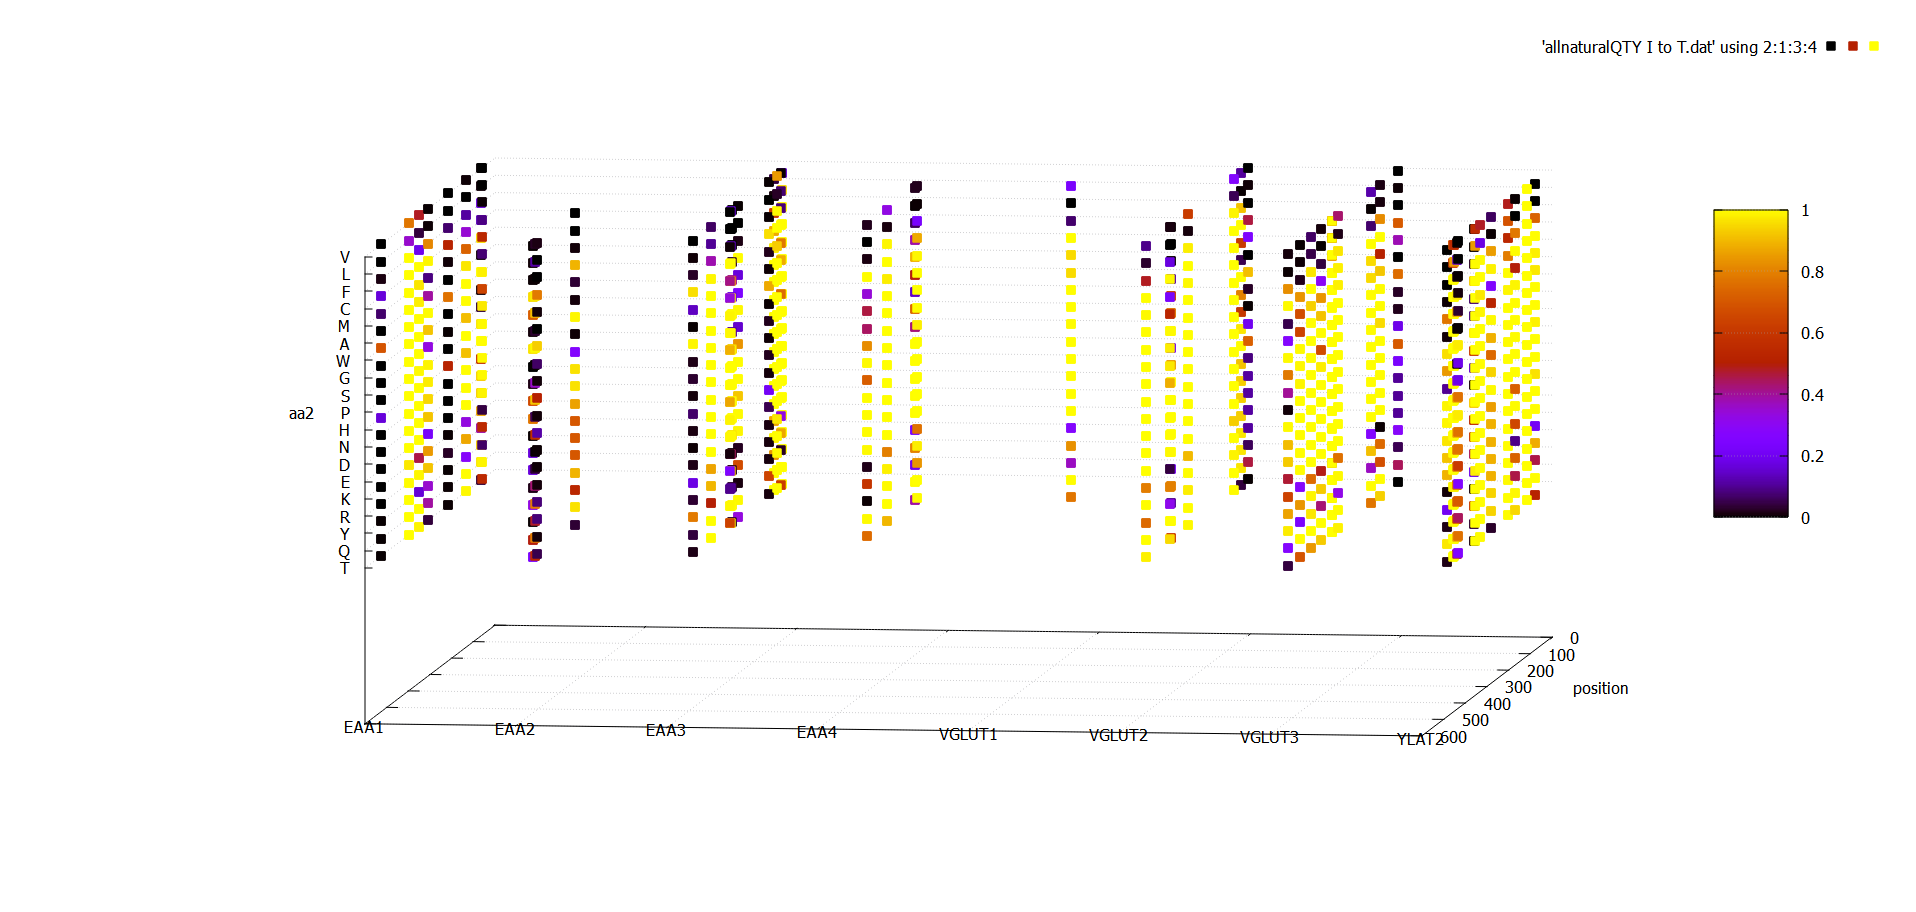 'allnaturalQTY I to T.dat' using 2:1:3:4
1
0.8
0.6
0.4
0.2
0
V
L
F
C
M
A
W
G
S
aa2
P
H
N
D
E
K
R
Y
Q
T
0
100
200
300
400
500
600
position
EAA1
EAA2
EAA3
EAA4
VGLUT1
VGLUT2
VGLUT3
YLAT2